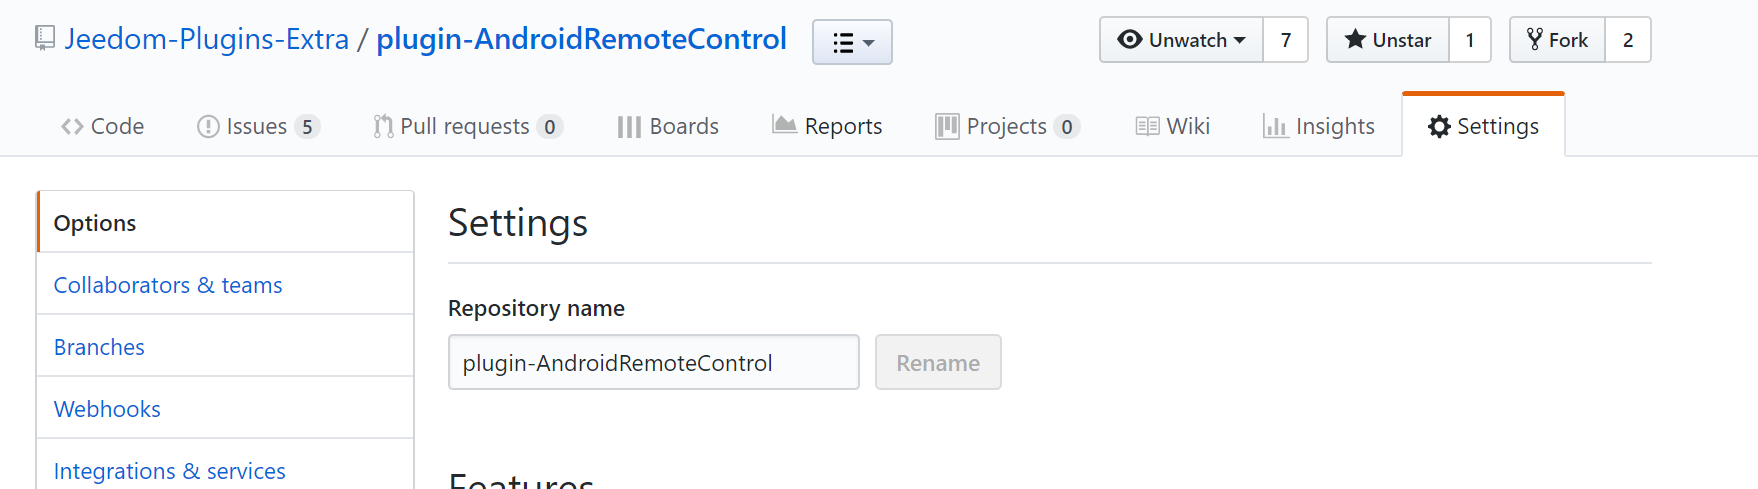 Jeedom-Plugins-Extra / plugin-AndroidRemoteControl
Unwatch 7 Unstar 1 Fork 2
Code Issues 5 Pull requests 0 Boards Reports Projects 0 Wiki Insights Settings
Options
Collaborators & teams
Branches
Webhooks
Integrations & services
Settings
Repository name
plugin-AndroidRemoteControl Rename
Features